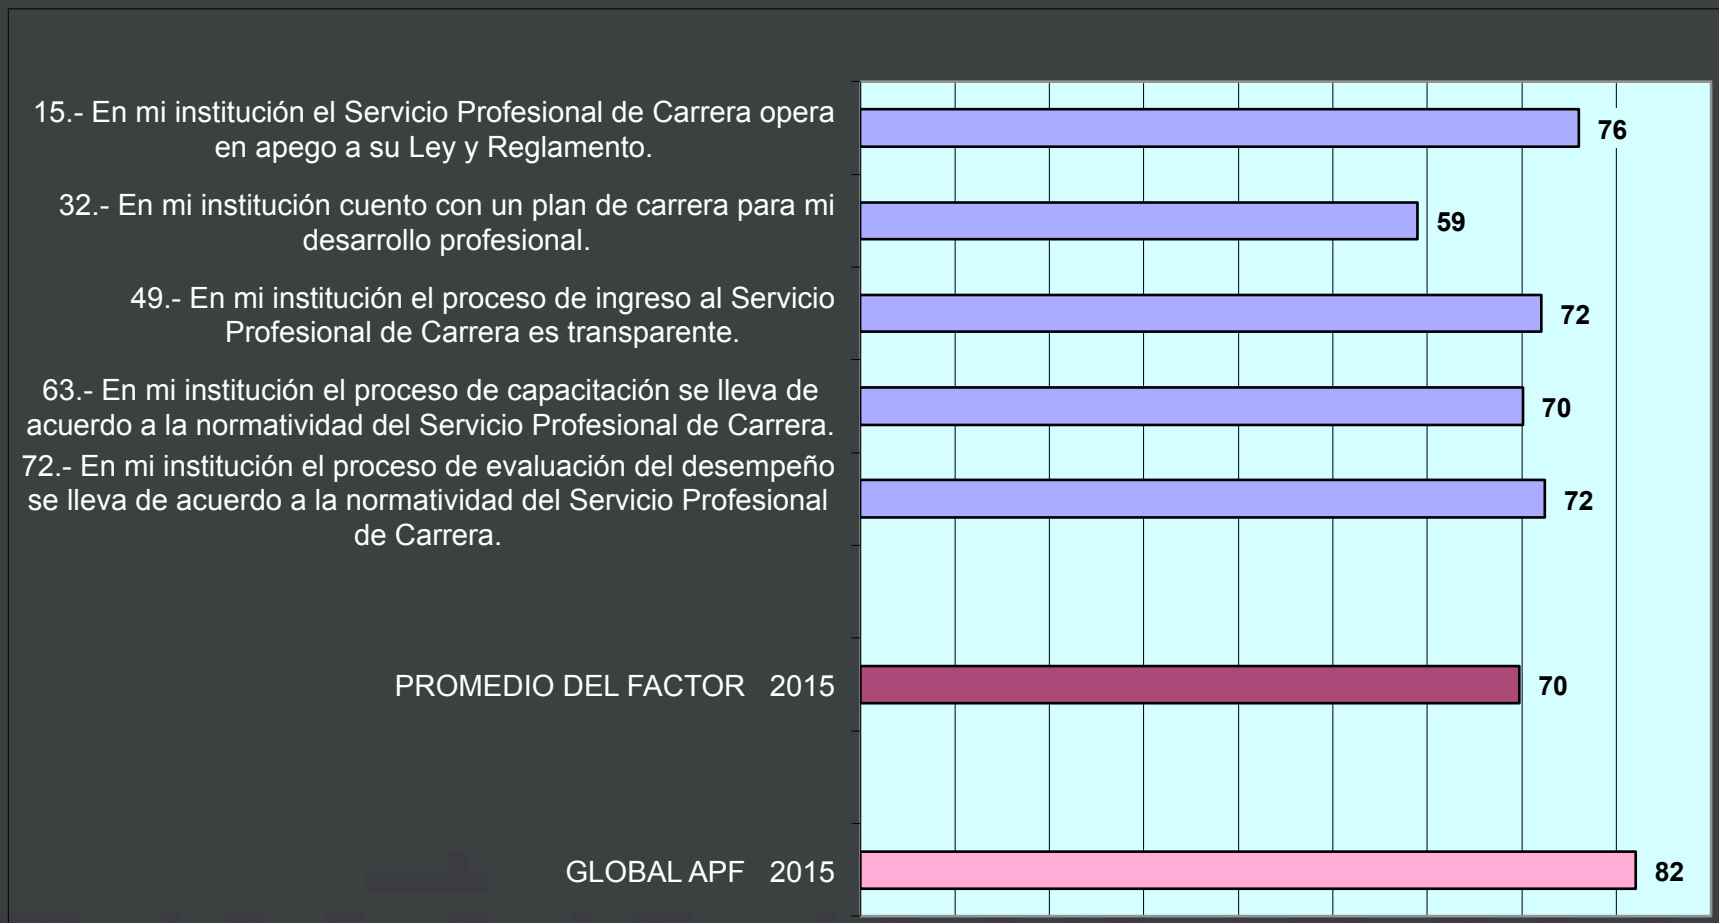 15.- En mi institución el Servicio Profesional de Carrera opera
en apego a su Ley y Reglamento.
76
32.- En mi institución cuento con un plan de carrera para mi
desarrollo profesional.
59
49.- En mi institución el proceso de ingreso al Servicio
Profesional de Carrera es transparente.
72
63.- En mi institución el proceso de capacitación se lleva de
acuerdo a la normatividad del Servicio Profesional de Carrera.
70
72.- En mi institución el proceso de evaluación del desempeño
se lleva de acuerdo a la normatividad del Servicio Profesional
de Carrera.
72
PROMEDIO DEL FACTOR 2015
70
GLOBAL APF 2015
82